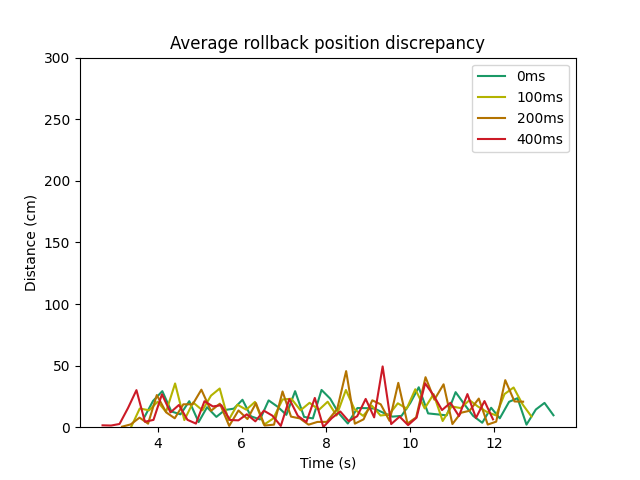 Average rollback position discrepancy
0ms
100ms
200ms
400ms
300
250
200
150
100
50
0
Distance (cm)
4
6
8
10
12
Time (s)